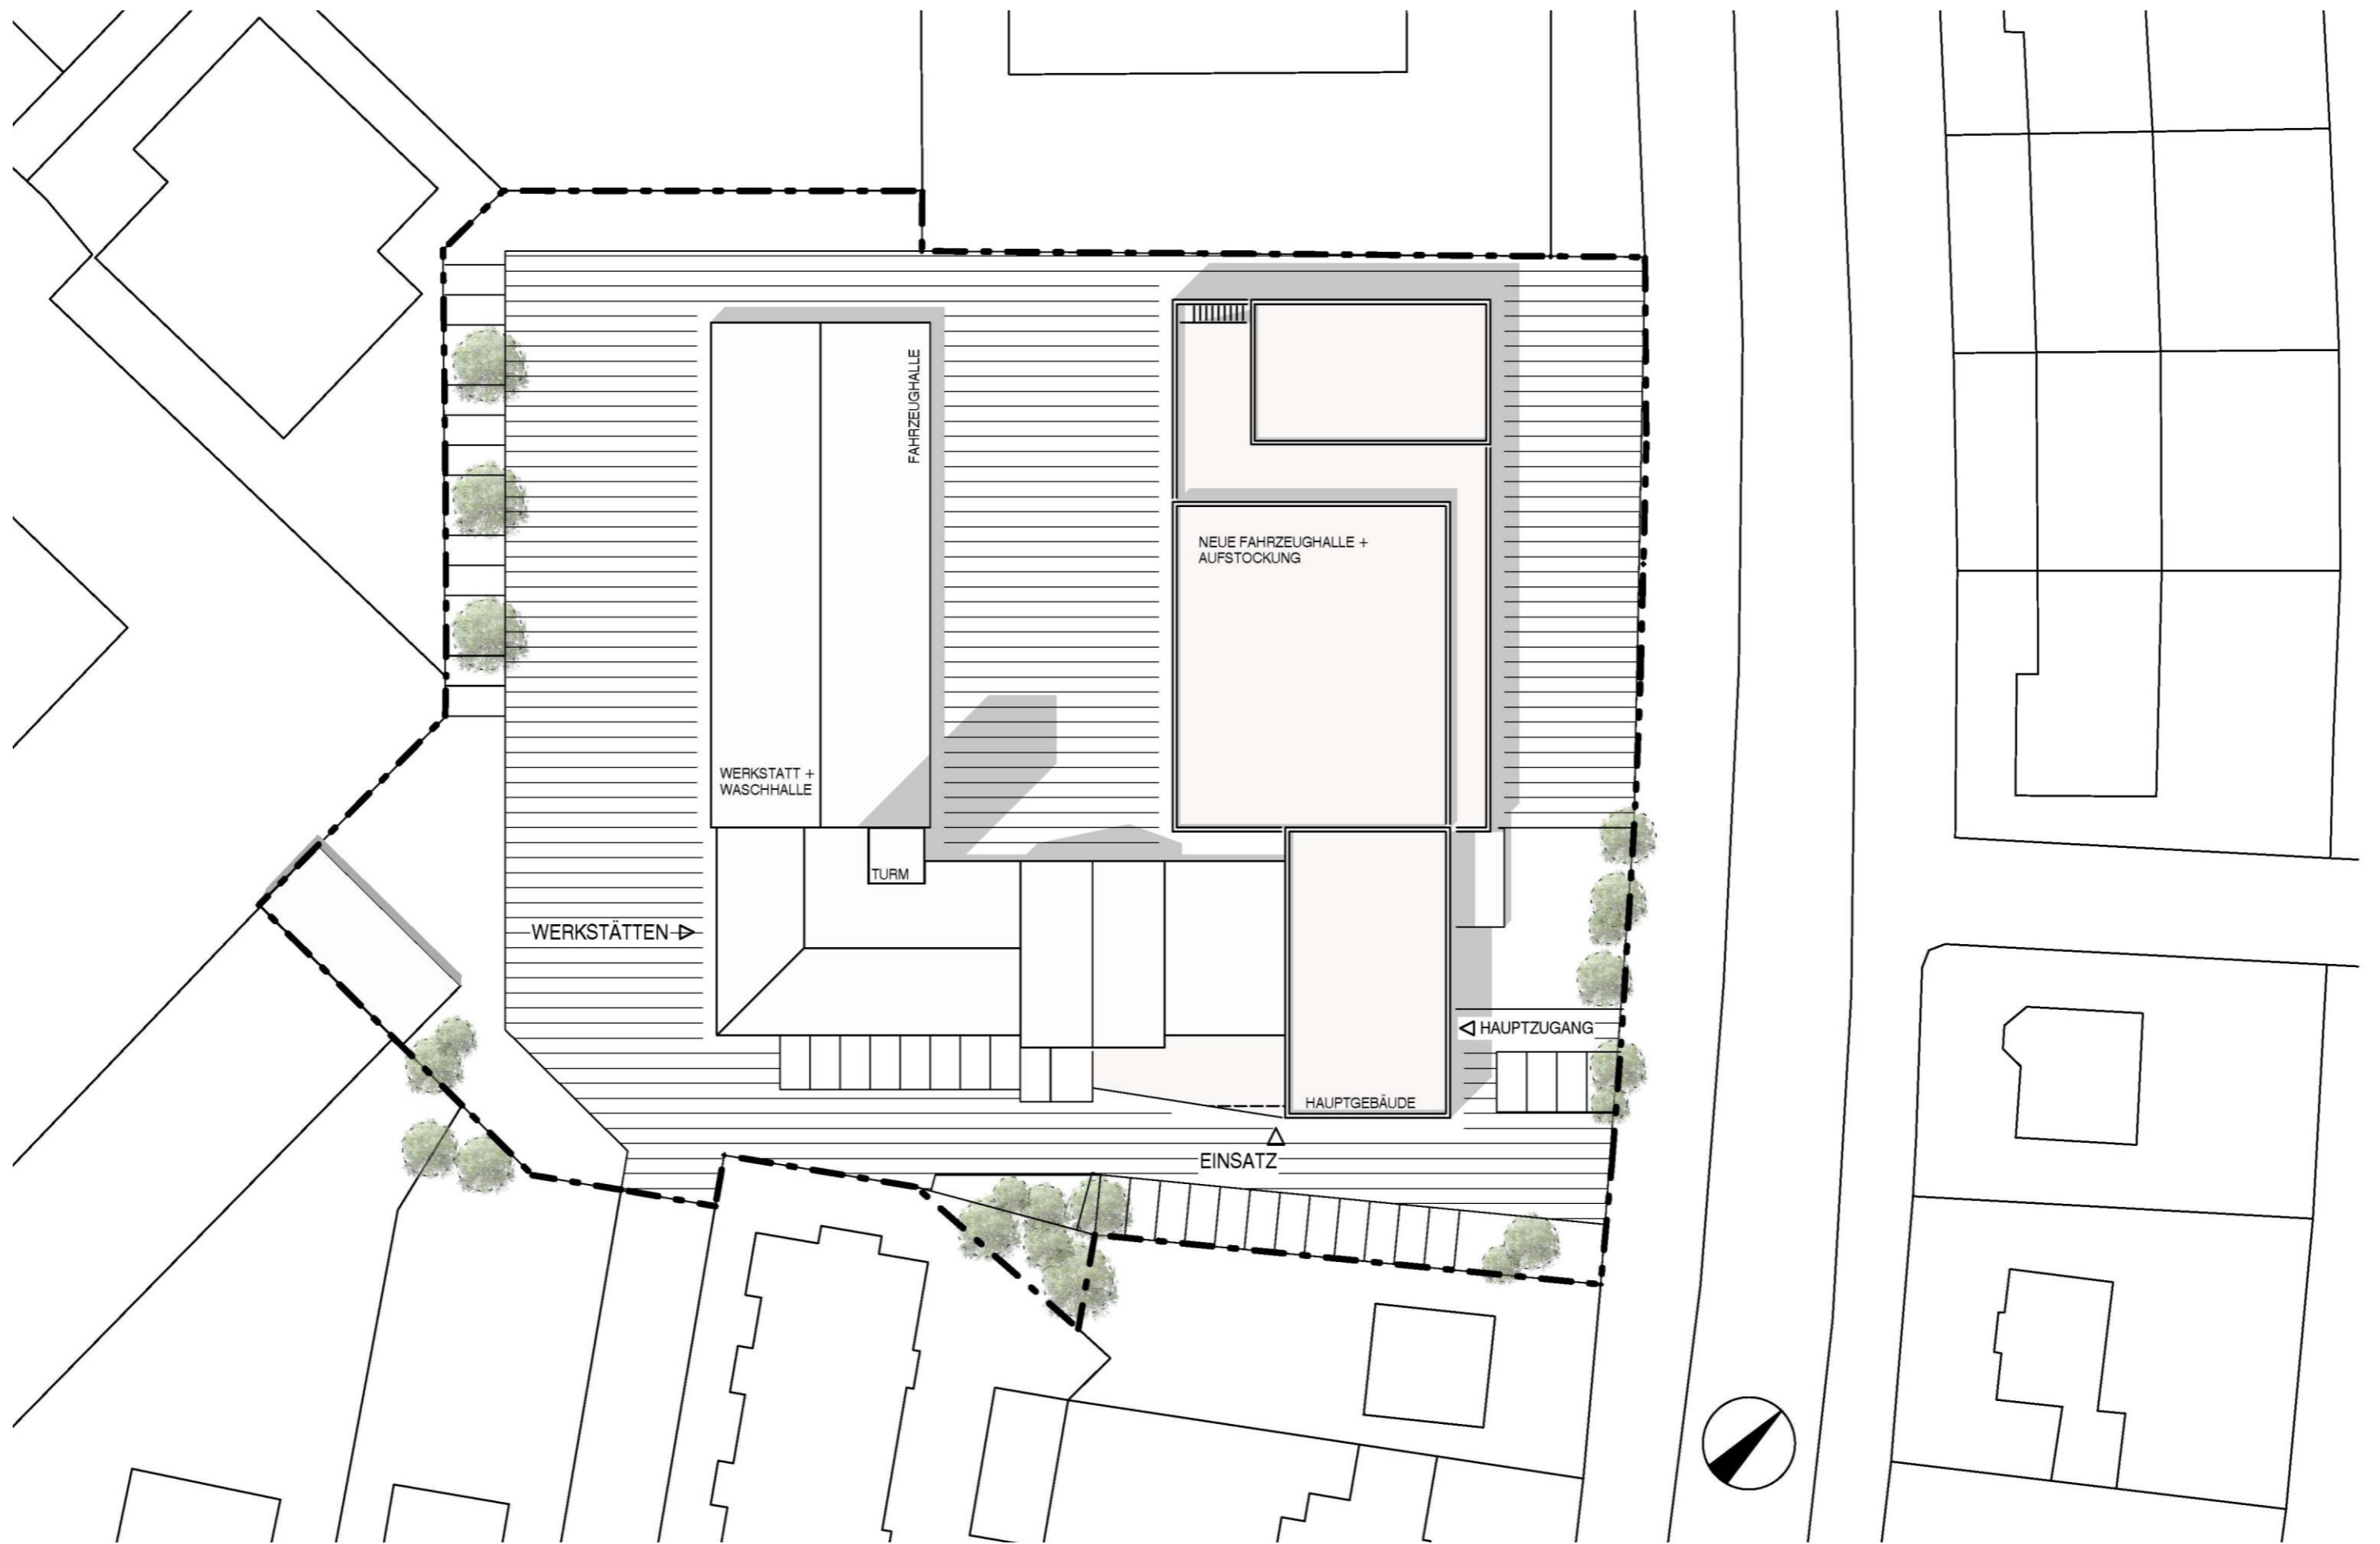 FAHRZEUGHALLE
NEUE FAHRZEUGHALLE +
AUFSTOCKUNG
WERKSTATT +
WASCHHALLE
TURM
WERKSTÄTTEN
HAUPTZUGANG
HAUPTGEBÄUDE
EINSATZ